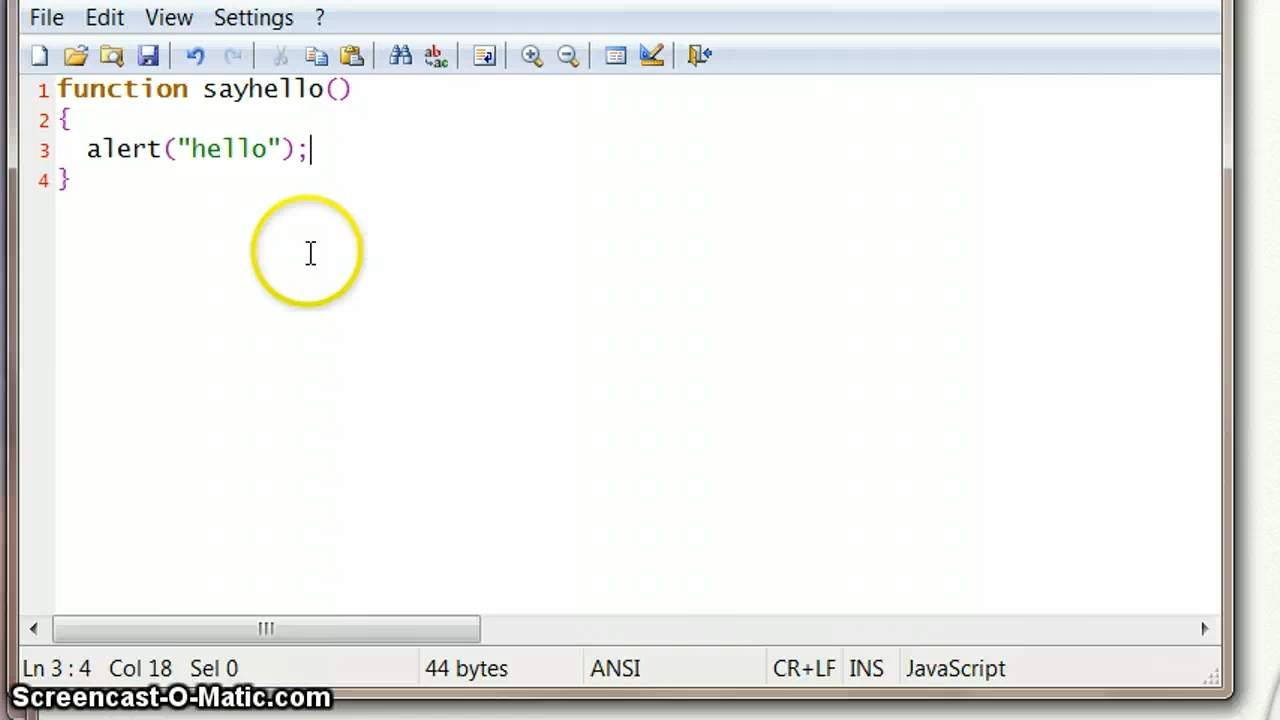 File Edit View Settings ?
1 function sayhello()
2 {
3 alert("hello");
4 }
Ln 3 : 4 Col 18 Sel 0 44 bytes ANSI CR+LF INS JavaScript
Screencast-O-Matic.com